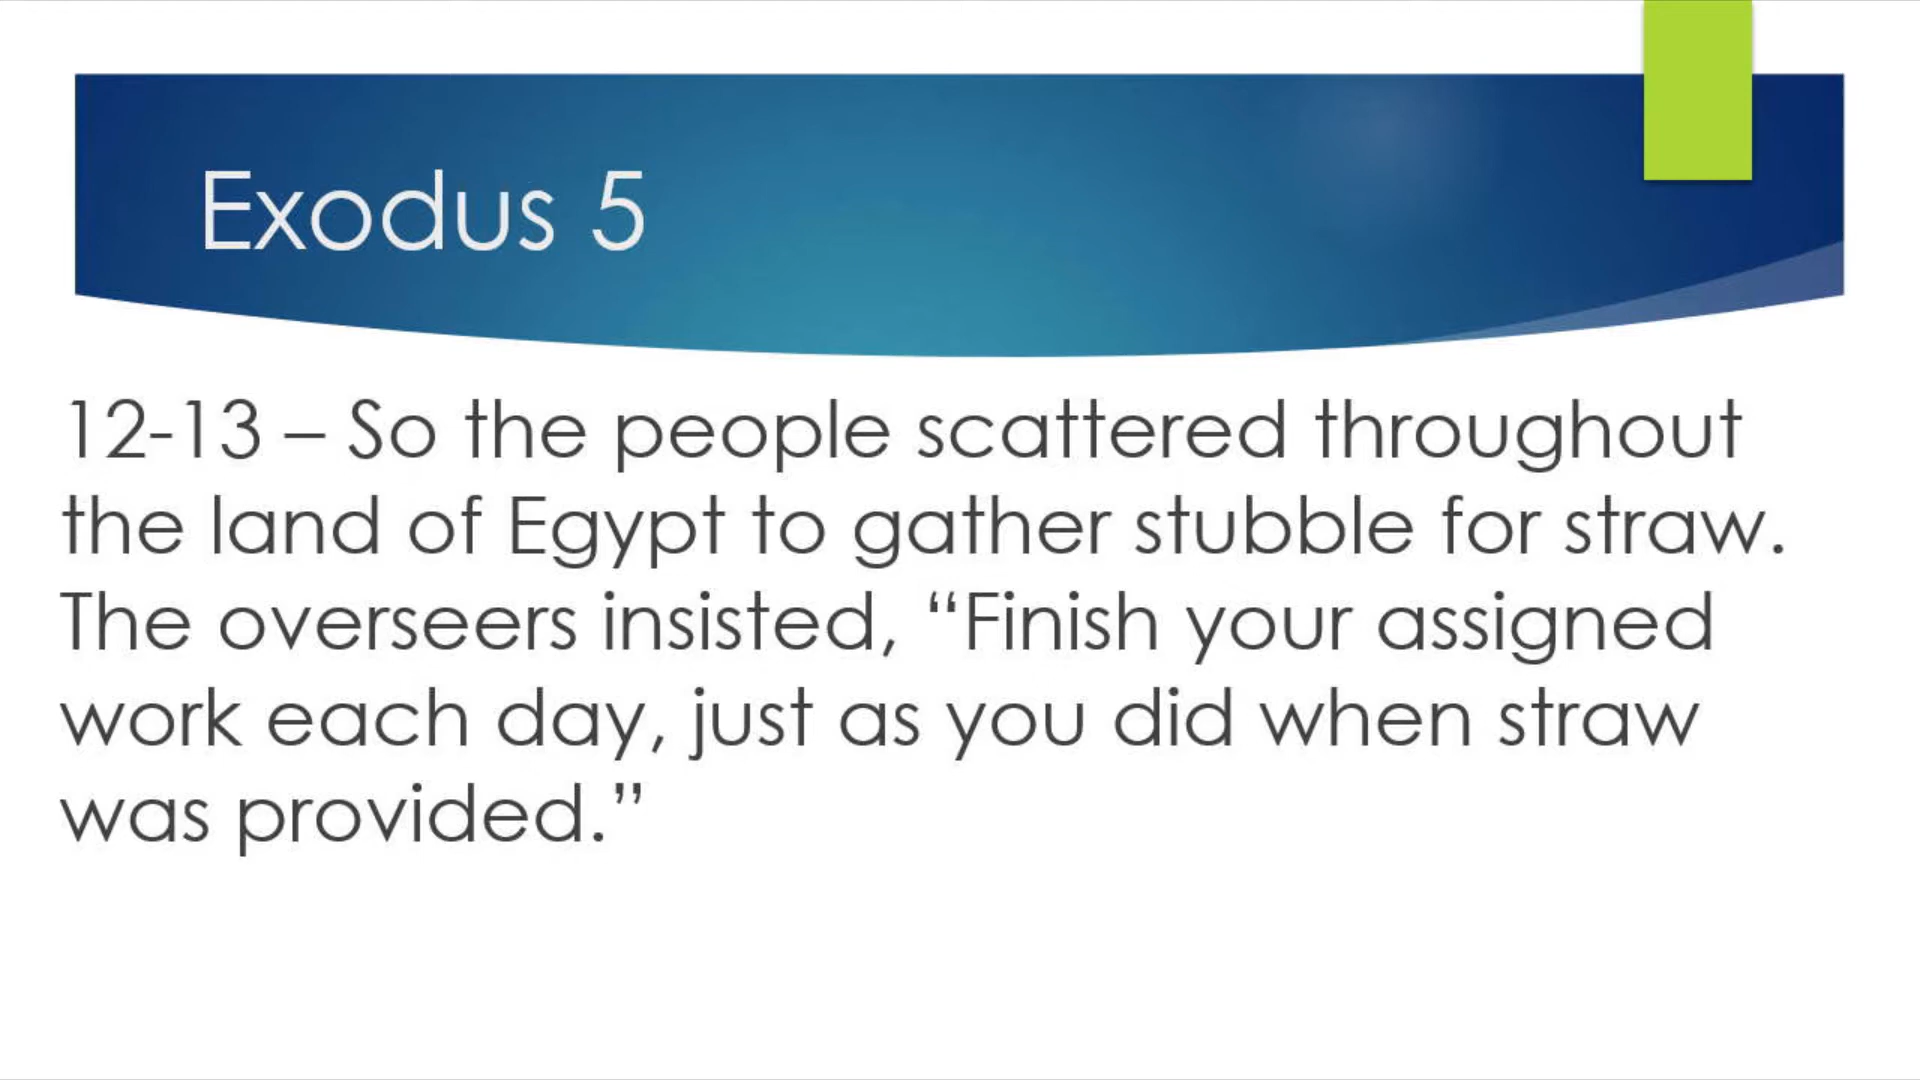 Exodus 5
12-13 – So the people scattered throughout
the land of Egypt to gather stubble for straw.
The overseers insisted, “Finish your assigned
work each day, just as you did when straw
was provided.”